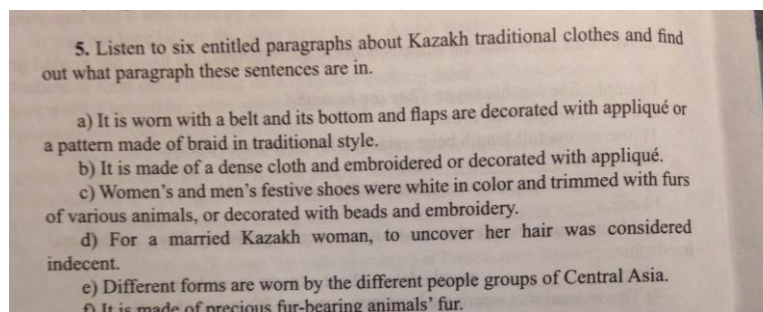 5. Listen to six entitled paragraphs about Kazakh traditional clothes and find
out what paragraph these sentences are in.
a) It is worn with a belt and its bottom and flaps are decorated with appliqué or
a pattern made of braid in traditional style.
b) It is made of a dense cloth and embroidered or decorated with appliqué.
c) Women's and men's festive shoes were white in color and trimmed with furs
of various animals, or decorated with beads and embroidery.
d) For a married Kazakh woman, to uncover her hair was considered
indecent.
e) Different forms are worn by the different people groups of Central Asia.
f) It is made of precious fur-bearing animals' fur.